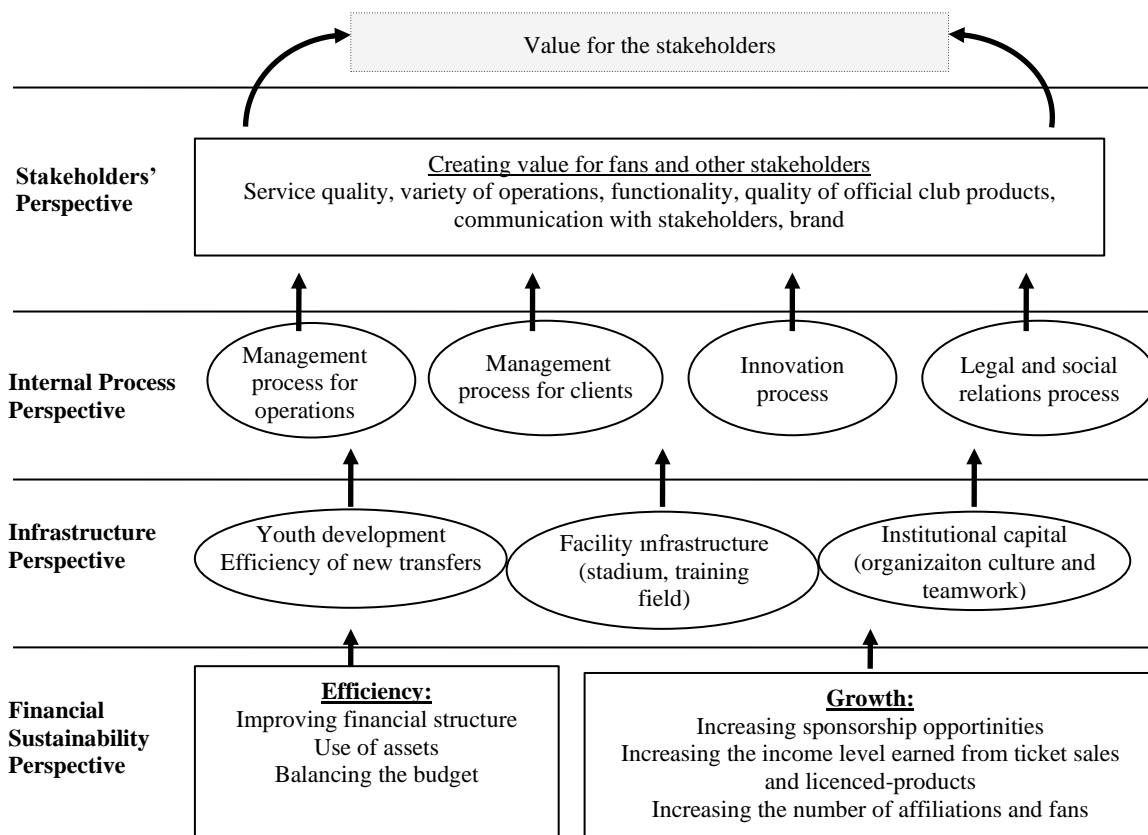 Value for the stakeholders
Stakeholders’
Perspective
Creating value for fans and other stakeholders
Service quality, variety of operations, functionality, quality of official club products,
communication with stakeholders, brand
Internal Process
Perspective
Management
process for
operations
Management
process for clients
Innovation
process
Legal and social
relations process
Infrastructure
Perspective
Youth development
Efficiency of new transfers
Facility infrastructure
(stadium, training
field)
Institutional capital
(organizaiton culture and
teamwork)
Financial
Sustainability
Perspective
Efficiency:
Improving financial structure
Use of assets
Balancing the budget
Growth:
Increasing sponsorship opportinities
Increasing the income level earned from ticket sales
and licenced-products
Increasing the number of affiliations and fans